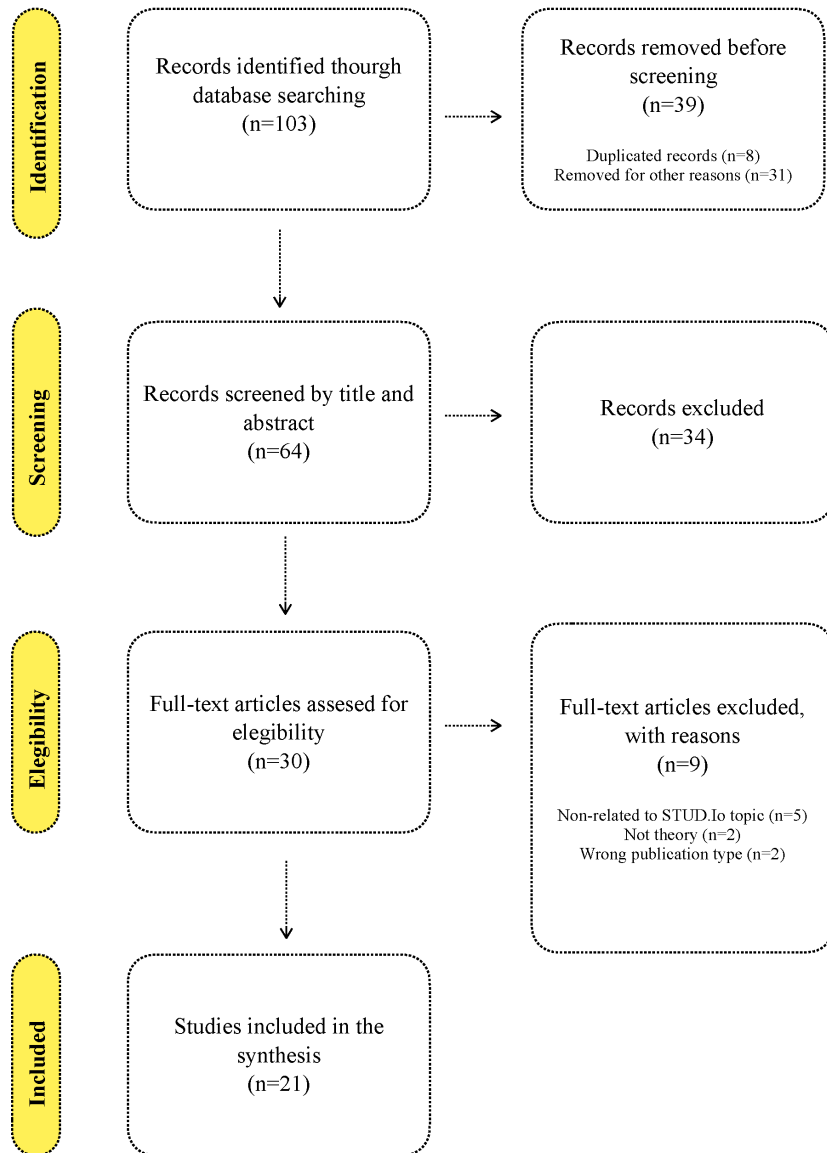 Identification
Records identified thourgh
database searching
(n=103)
Records removed before
screening
(n=39)
Duplicated records (n=8)
Removed for other reasons (n=31)
Screening
Records screened by title and
abstract
(n=64)
Records excluded
(n=34)
Elegibility
Full-text articles assesed for
elegibility
(n=30)
Full-text articles excluded,
with reasons
(n=9)
Non-related to STUD.Io topic (n=5)
Not theory (n=2)
Wrong publication type (n=2)
Included
Studies included in the
synthesis
(n=21)